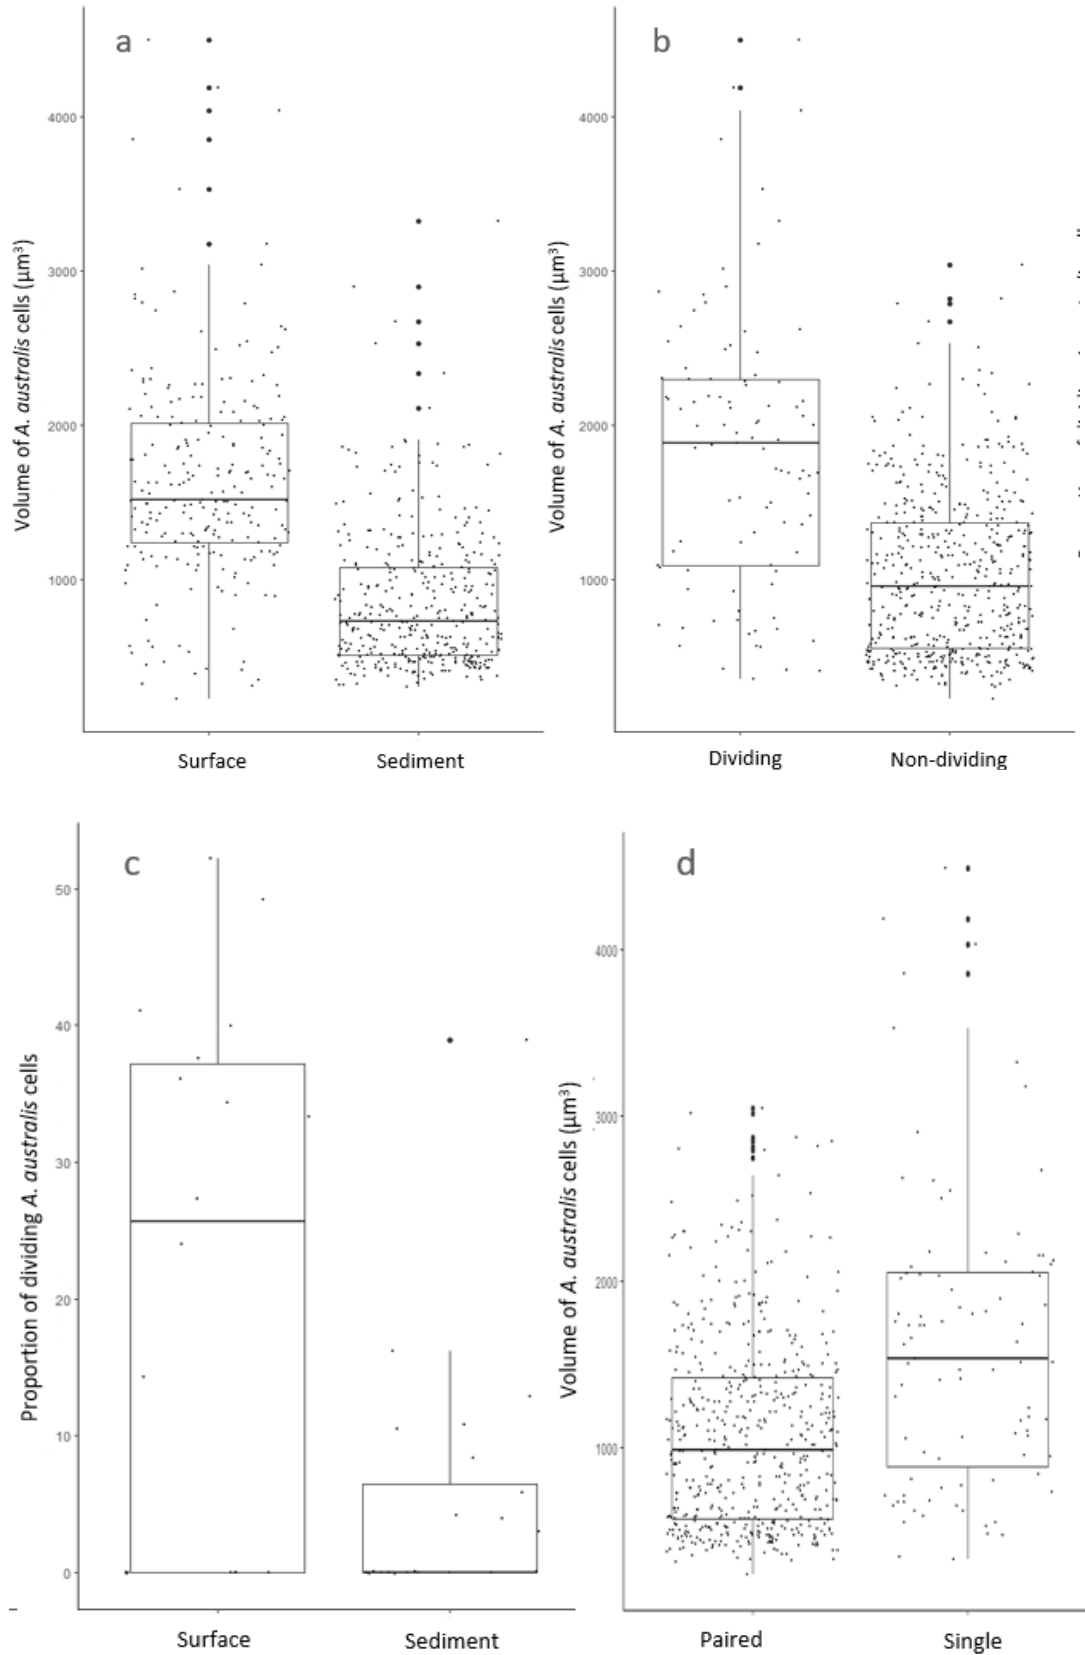 a
b
4000
3000
2000
1000
Volume of A. australis cells (µm³)
Surface
Sediment
4000
3000
2000
1000
Volume of A. australis cells (µm³)
Dividing
Non-dividing
c
d
50
40
30
20
10
0
Proportion of dividing A. australis cells
Surface
Sediment
4000
3000
2000
1000
Volume of A. australis cells (µm³)
Paired
Single